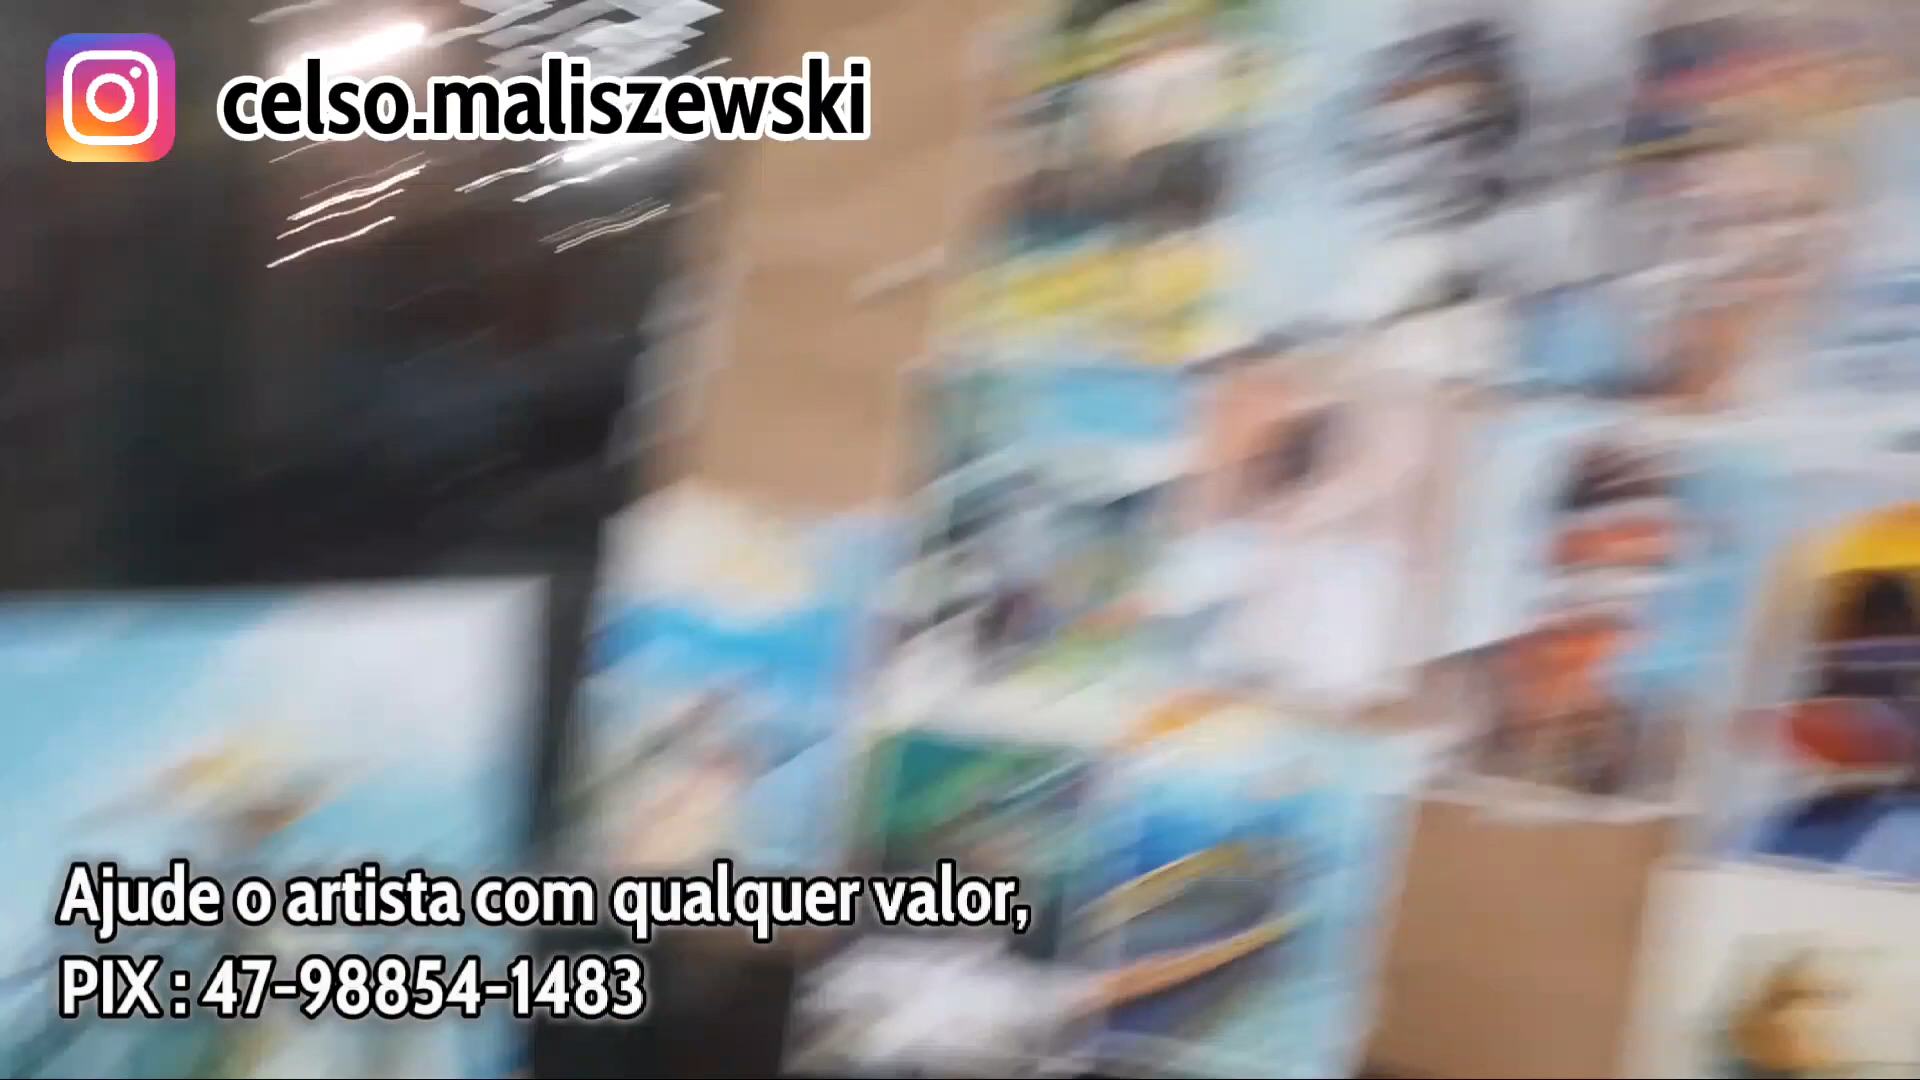 celso.maliszewski
Ajude o artista com qualquer valor,
PIX : 47-98854-1483